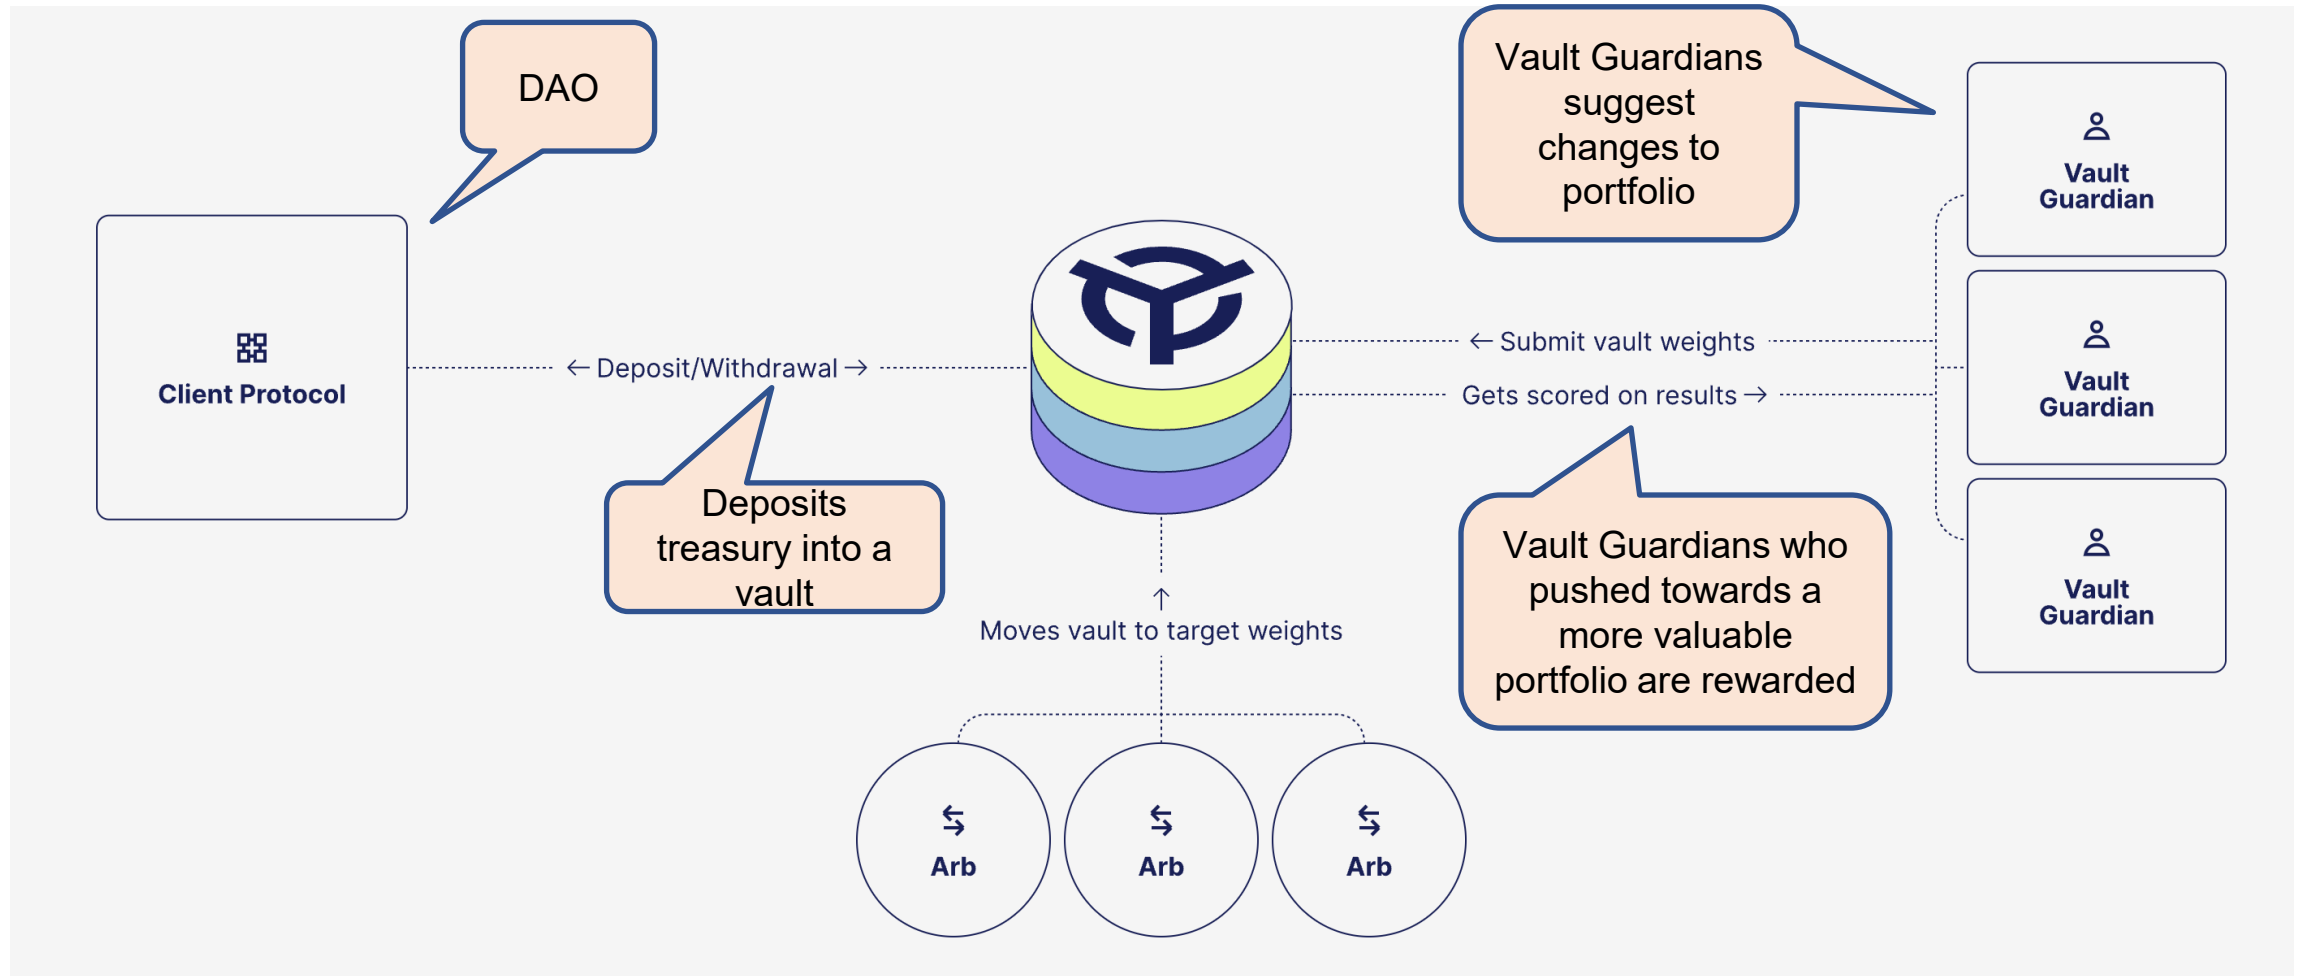 DAO
Vault Guardians
suggest
changes to
portfolio
Vault
Guardian
Client Protocol
← Deposit/Withdrawal →
← Submit vault weights
Gets scored on results →
Vault
Guardian
Deposits
treasury into a
vault
Vault Guardians who
pushed towards a
more valuable
portfolio are rewarded
Vault
Guardian
↑
Moves vault to target weights
Arb
Arb
Arb